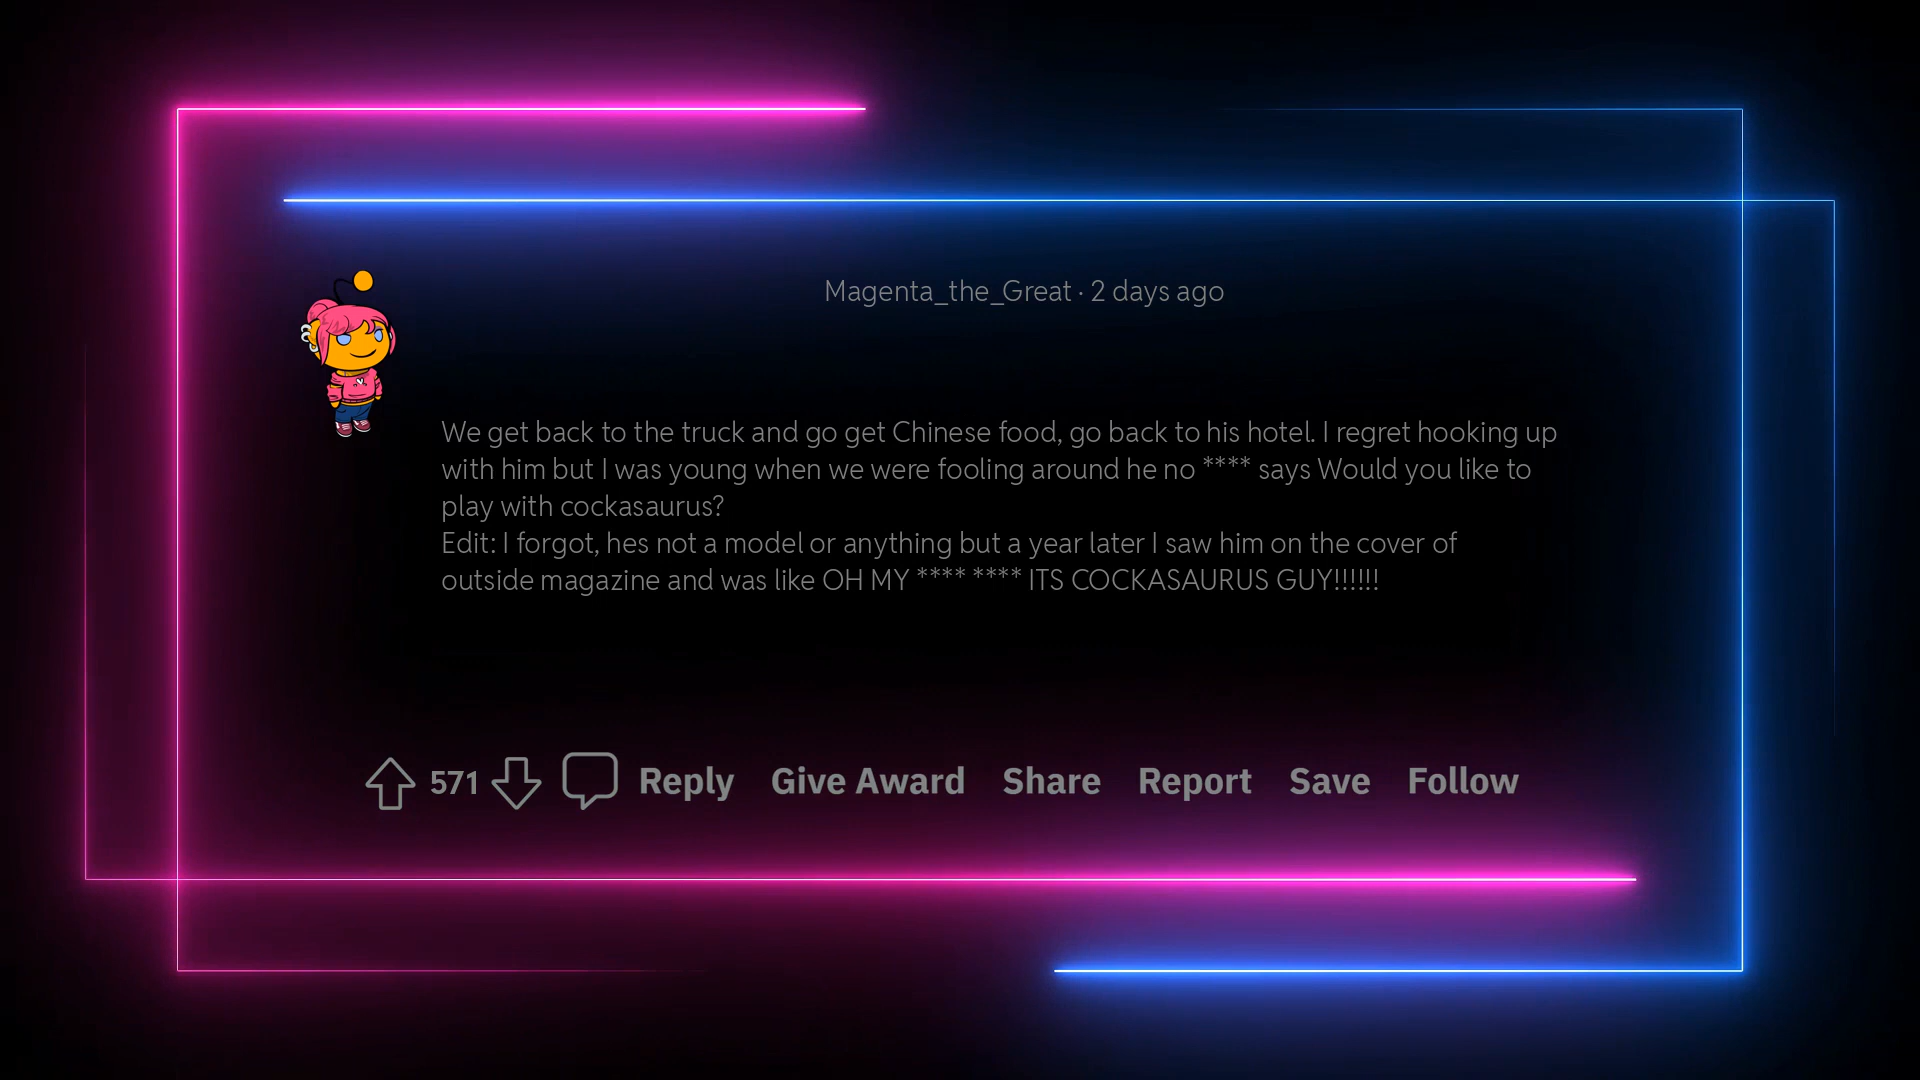 Magenta_the_Great · 2 days ago
We get back to the truck and go get Chinese food, go back to his hotel. I regret hooking up
with him but I was young when we were fooling around he no **** says Would you like to
play with cockasaurus?
Edit: I forgot, hes not a model or anything but a year later I saw him on the cover of
outside magazine and was like OH MY **** **** ITS COCKASAURUS GUY!!!!!!
571 Reply Give Award Share Report Save Follow